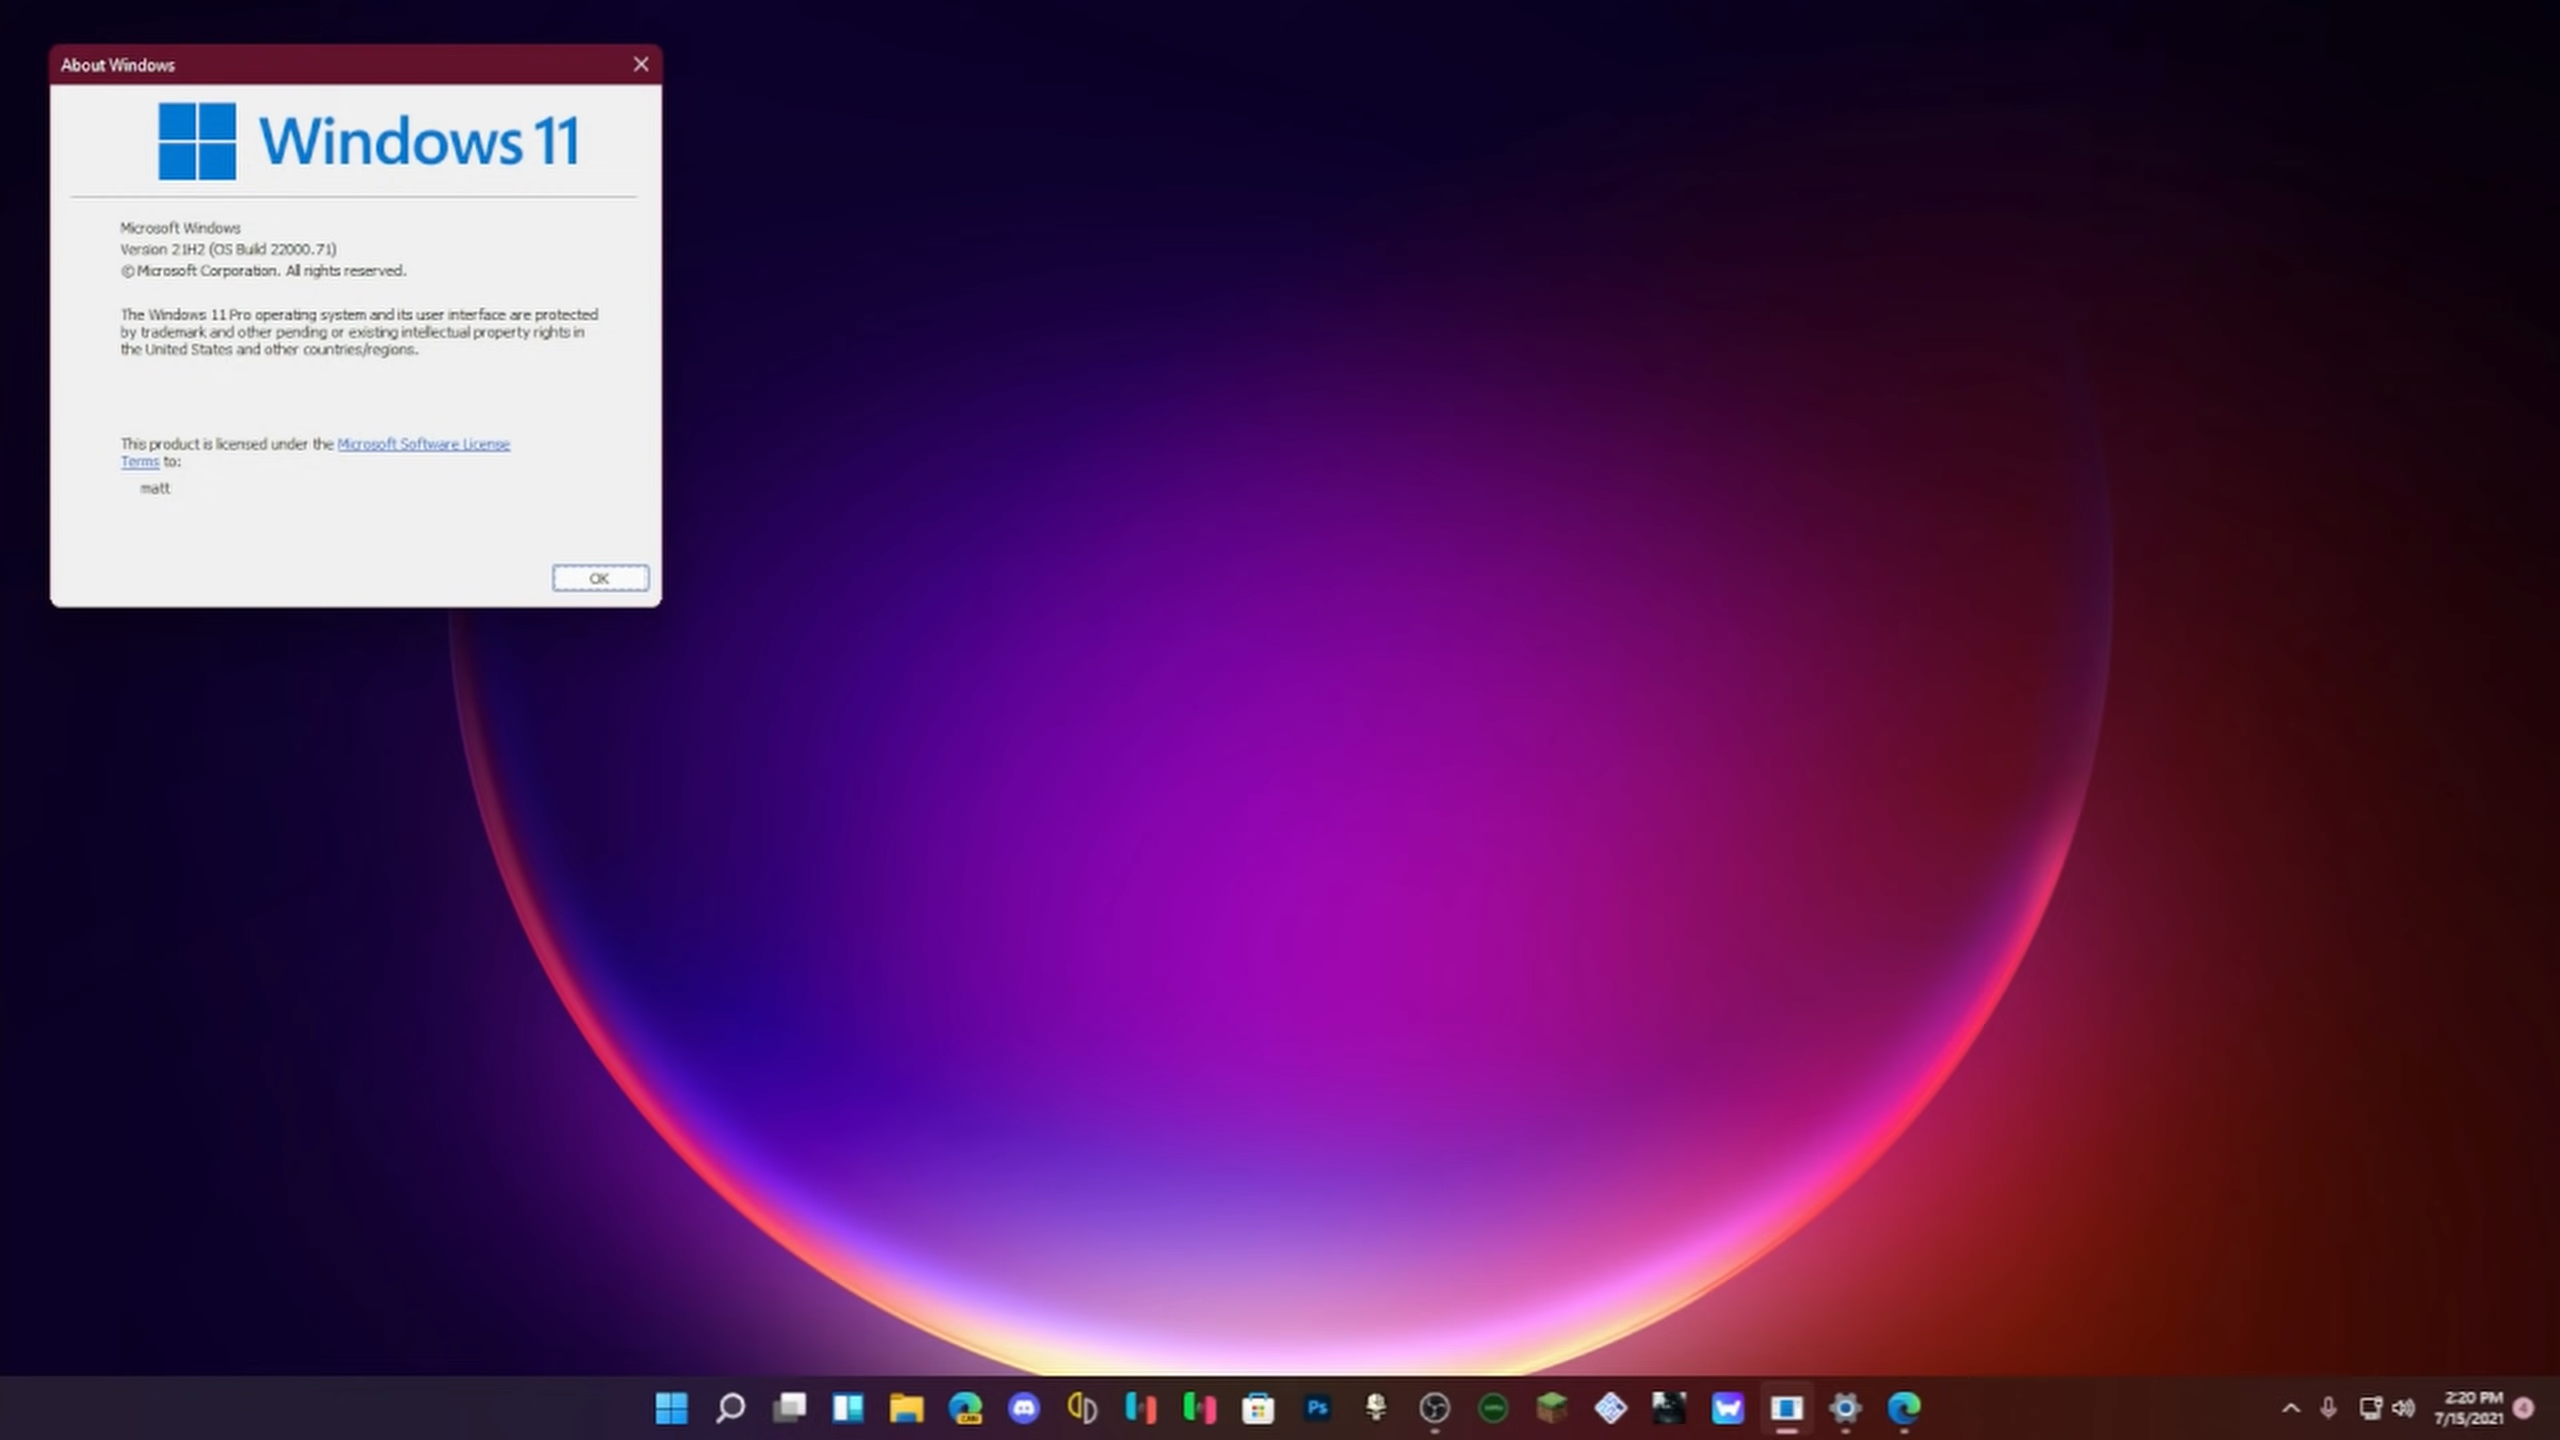 About Windows
Windows 11
Microsoft Windows
Version 21H2 (OS Build 22000.71)
© Microsoft Corporation. All rights reserved.
The Windows 11 Pro operating system and its user interface are protected
by trademark and other pending or existing intellectual property rights in
the United States and other countries/regions.
This product is licensed under the Microsoft Software License
Terms to:
matt
OK
CAN
Ps
2:20 PM
7/15/2021
4